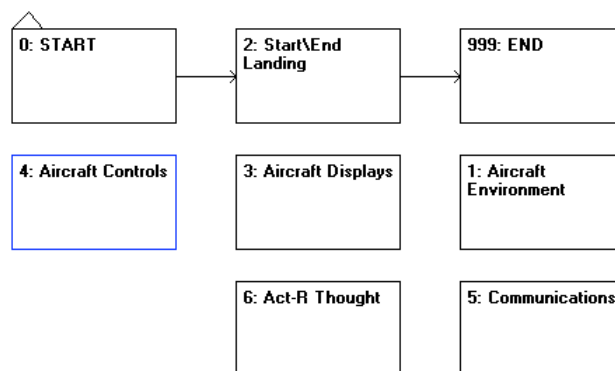 0: START
2: Start\End
Landing
999: END
4: Aircraft Controls
3: Aircraft Displays
1: Aircraft
Environment
6: Act-R Thought
5: Communications